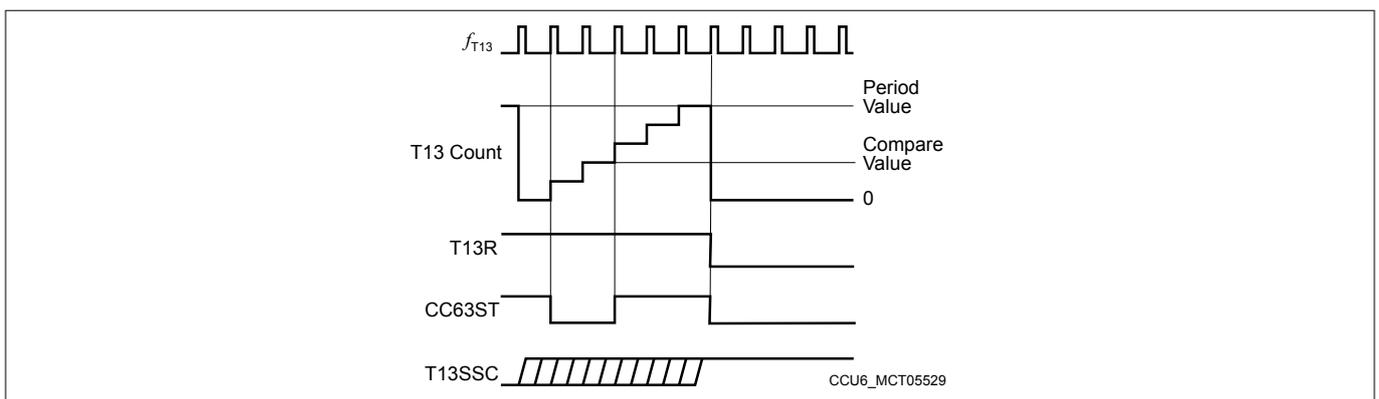 fT13
Period
Value
T13 Count
Compare
Value
0
T13R
CC63ST
T13SSC
CCU6_MCT05529